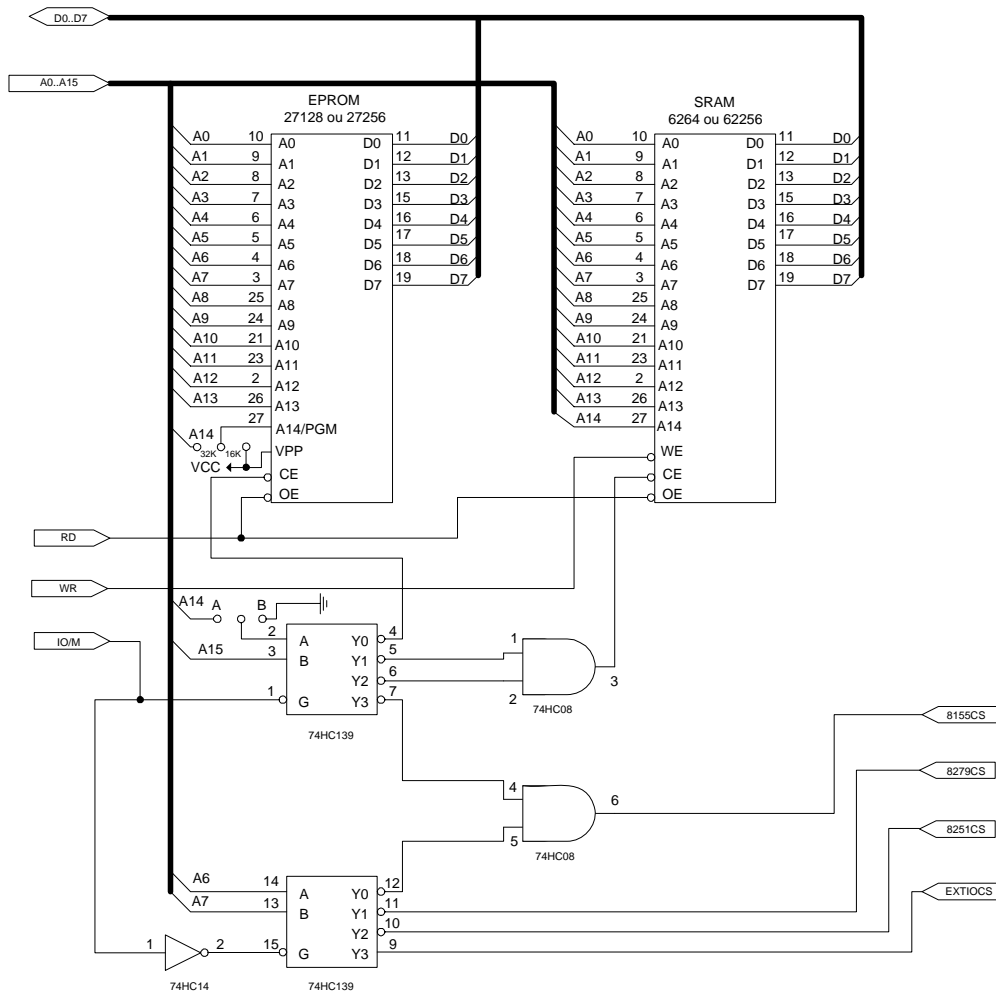 D0..D7
A0..A15
EPROM
27128 ou 27256
SRAM
6264 ou 62256
A0 10 A0 D0 11 D0
A1 9 A1 D1 12 D1
A2 8 A2 D2 13 D2
A3 7 A3 D3 15 D3
A4 6 A4 D4 16 D4
A5 5 A5 D5 17 D5
A6 4 A6 D6 18 D6
A7 3 A7 D7 19 D7
A8 25 A8
A9 24 A9
A10 21 A10
A11 23 A11
A12 2 A12
A13 26 A13
27 A14/PGM
A14 32K 16K VPP
VCC
CE
OE
A0 10 A0 D0 11 D0
A1 9 A1 D1 12 D1
A2 8 A2 D2 13 D2
A3 7 A3 D3 15 D3
A4 6 A4 D4 16 D4
A5 5 A5 D5 17 D5
A6 4 A6 D6 18 D6
A7 3 A7 D7 19 D7
A8 25 A8
A9 24 A9
A10 21 A10
A11 23 A11
A12 2 A12
A13 26 A13
A14 27 A14
WE
CE
OE
RD
WR
IO/M
A14 A B
2 A Y0 4
A15 3 B Y1 5
Y2 6
1 G Y3 7
74HC139
1
2
3
74HC08
4
5
6
74HC08
8155CS
8279CS
8251CS
EXTIOCS
A6 14 A Y0 12
A7 13 B Y1 11
Y2 10
1 2 15 G Y3 9
74HC14
74HC139